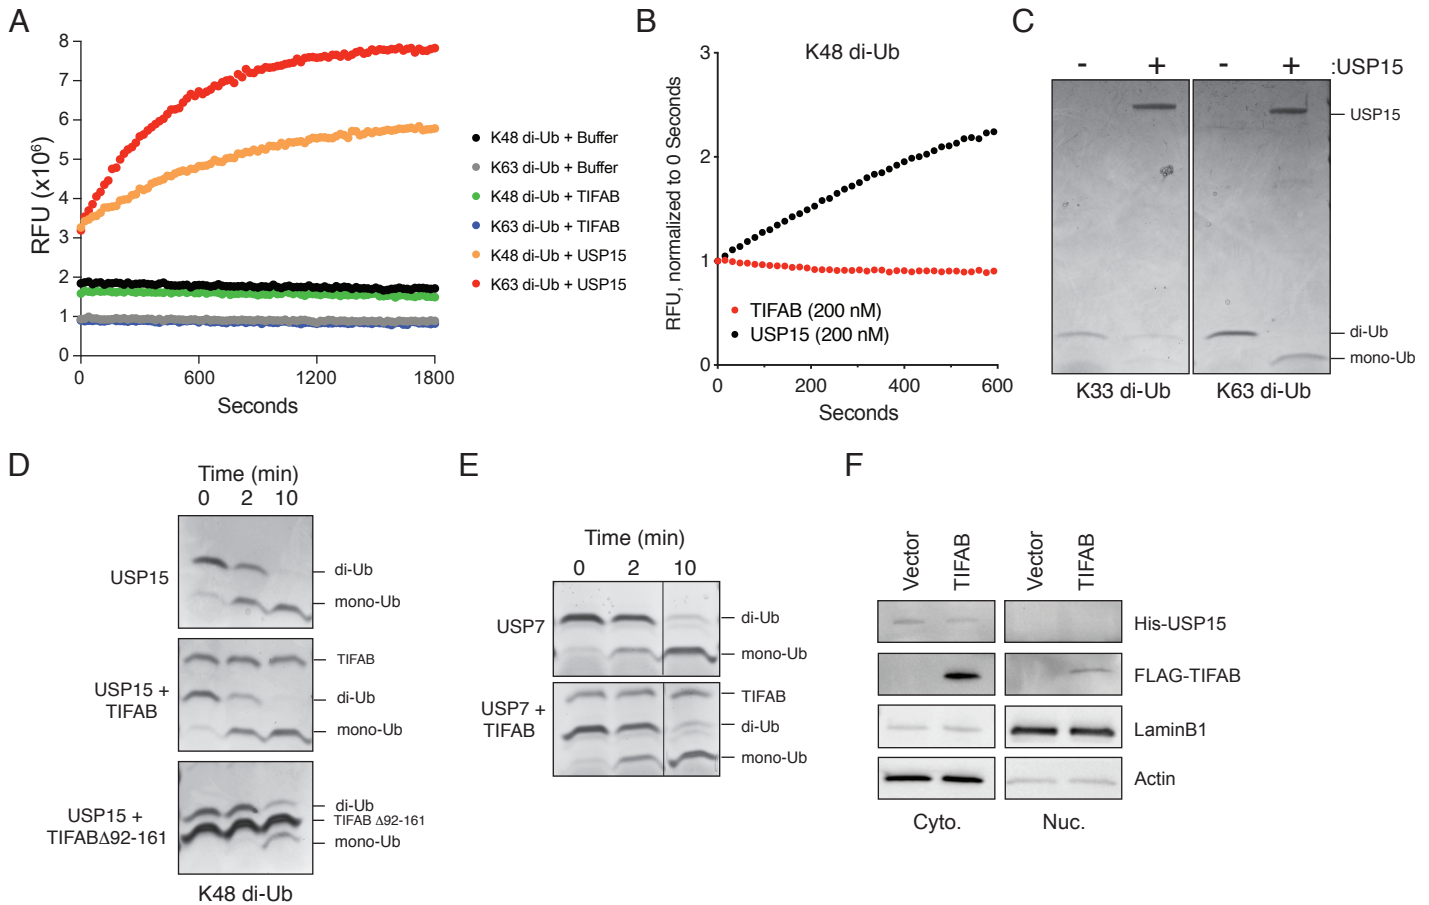 A
RFU (x10⁶)
8
7
6
5
4
3
2
1
0
0 600 1200 1800
Seconds
K48 di-Ub + Buffer
K63 di-Ub + Buffer
K48 di-Ub + TIFAB
K63 di-Ub + TIFAB
K48 di-Ub + USP15
K63 di-Ub + USP15
B
K48 di-Ub
RFU, normalized to 0 Seconds
3
2
1
0
TIFAB (200 nM)
USP15 (200 nM)
0 200 400 600
Seconds
C
- + - + :USP15
USP15
di-Ub
mono-Ub
K33 di-Ub K63 di-Ub
D
Time (min)
0 2 10
USP15
di-Ub
mono-Ub
USP15 +
TIFAB
TIFAB
di-Ub
mono-Ub
USP15 +
TIFABΔ92-161
di-Ub
TIFAB Δ92-161
mono-Ub
K48 di-Ub
E
Time (min)
0 2 10
USP7
di-Ub
mono-Ub
USP7 +
TIFAB
TIFAB
di-Ub
mono-Ub
F
Vector TIFAB Vector TIFAB
His-USP15
FLAG-TIFAB
LaminB1
Actin
Cyto. Nuc.